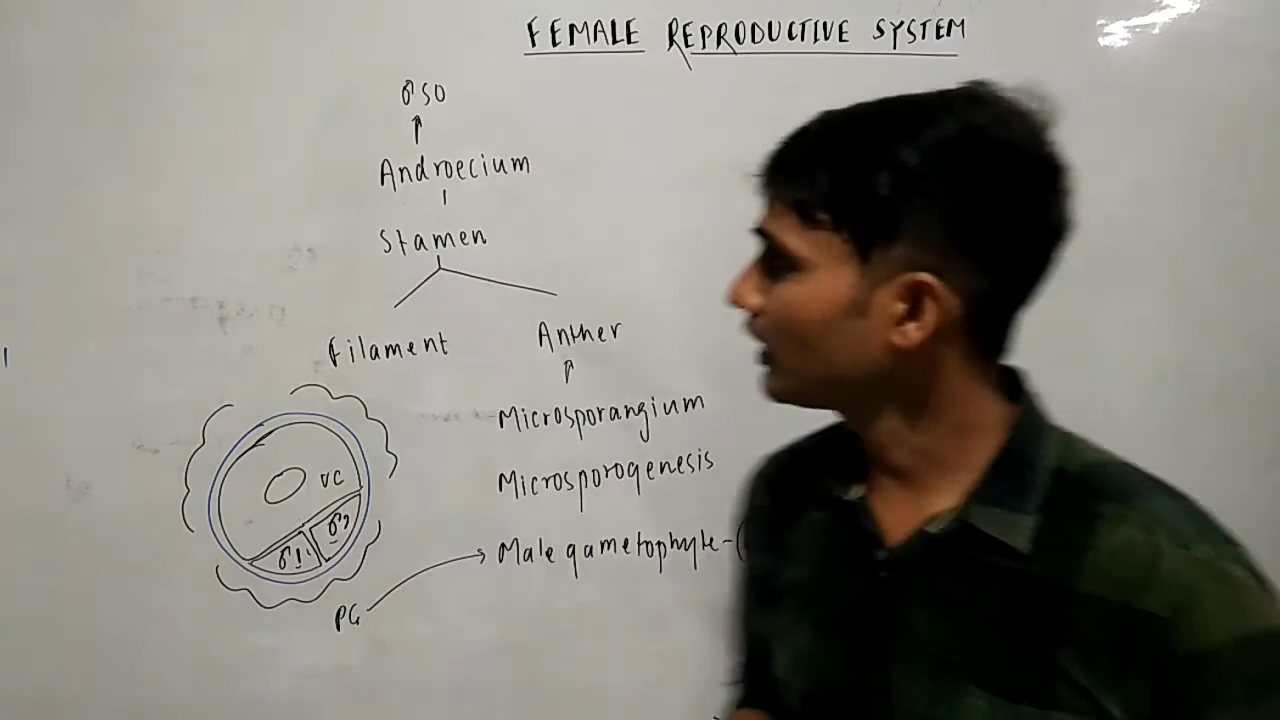 FEMALE REPRODUCTIVE SYSTEM
♂ SO
Androecium
Stamen
Filament Anther
Microsporangium
Microsporogenesis
Male gametophyte-(
VC
♂1 ♂2
PG